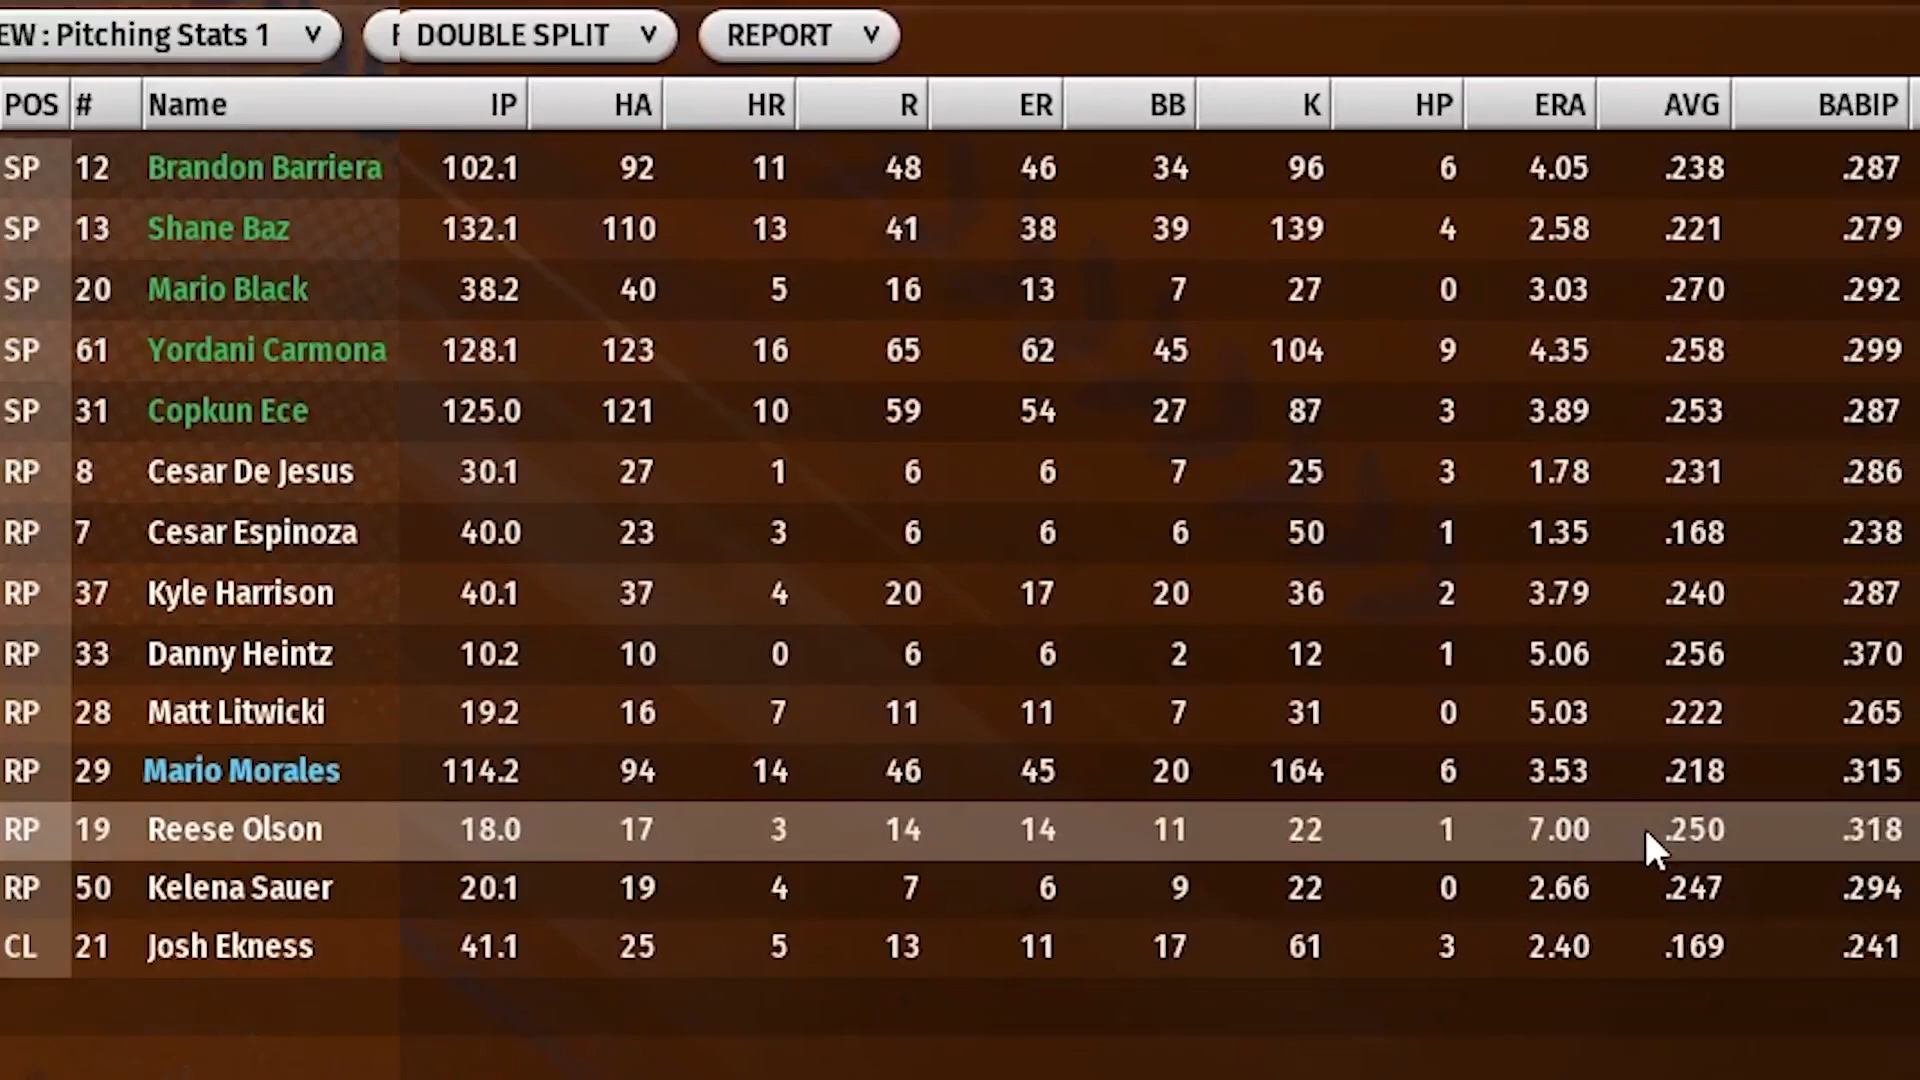 EW : Pitching Stats 1 v F DOUBLE SPLIT v REPORT v
POS # Name IP HA HR R ER BB K HP ERA AVG BABIP
SP 12 Brandon Barriera 102.1 92 11 48 46 34 96 6 4.05 .238 .287
SP 13 Shane Baz 132.1 110 13 41 38 39 139 4 2.58 .221 .279
SP 20 Mario Black 38.2 40 5 16 13 7 27 0 3.03 .270 .292
SP 61 Yordani Carmona 128.1 123 16 65 62 45 104 9 4.35 .258 .299
SP 31 Copkun Ece 125.0 121 10 59 54 27 87 3 3.89 .253 .287
RP 8 Cesar De Jesus 30.1 27 1 6 6 7 25 3 1.78 .231 .286
RP 7 Cesar Espinoza 40.0 23 3 6 6 6 50 1 1.35 .168 .238
RP 37 Kyle Harrison 40.1 37 4 20 17 20 36 2 3.79 .240 .287
RP 33 Danny Heintz 10.2 10 0 6 6 2 12 1 5.06 .256 .370
RP 28 Matt Litwicki 19.2 16 7 11 11 7 31 0 5.03 .222 .265
RP 29 Mario Morales 114.2 94 14 46 45 20 164 6 3.53 .218 .315
RP 19 Reese Olson 18.0 17 3 14 14 11 22 1 7.00 .250 .318
RP 50 Kelena Sauer 20.1 19 4 7 6 9 22 0 2.66 .247 .294
CL 21 Josh Ekness 41.1 25 5 13 11 17 61 3 2.40 .169 .241